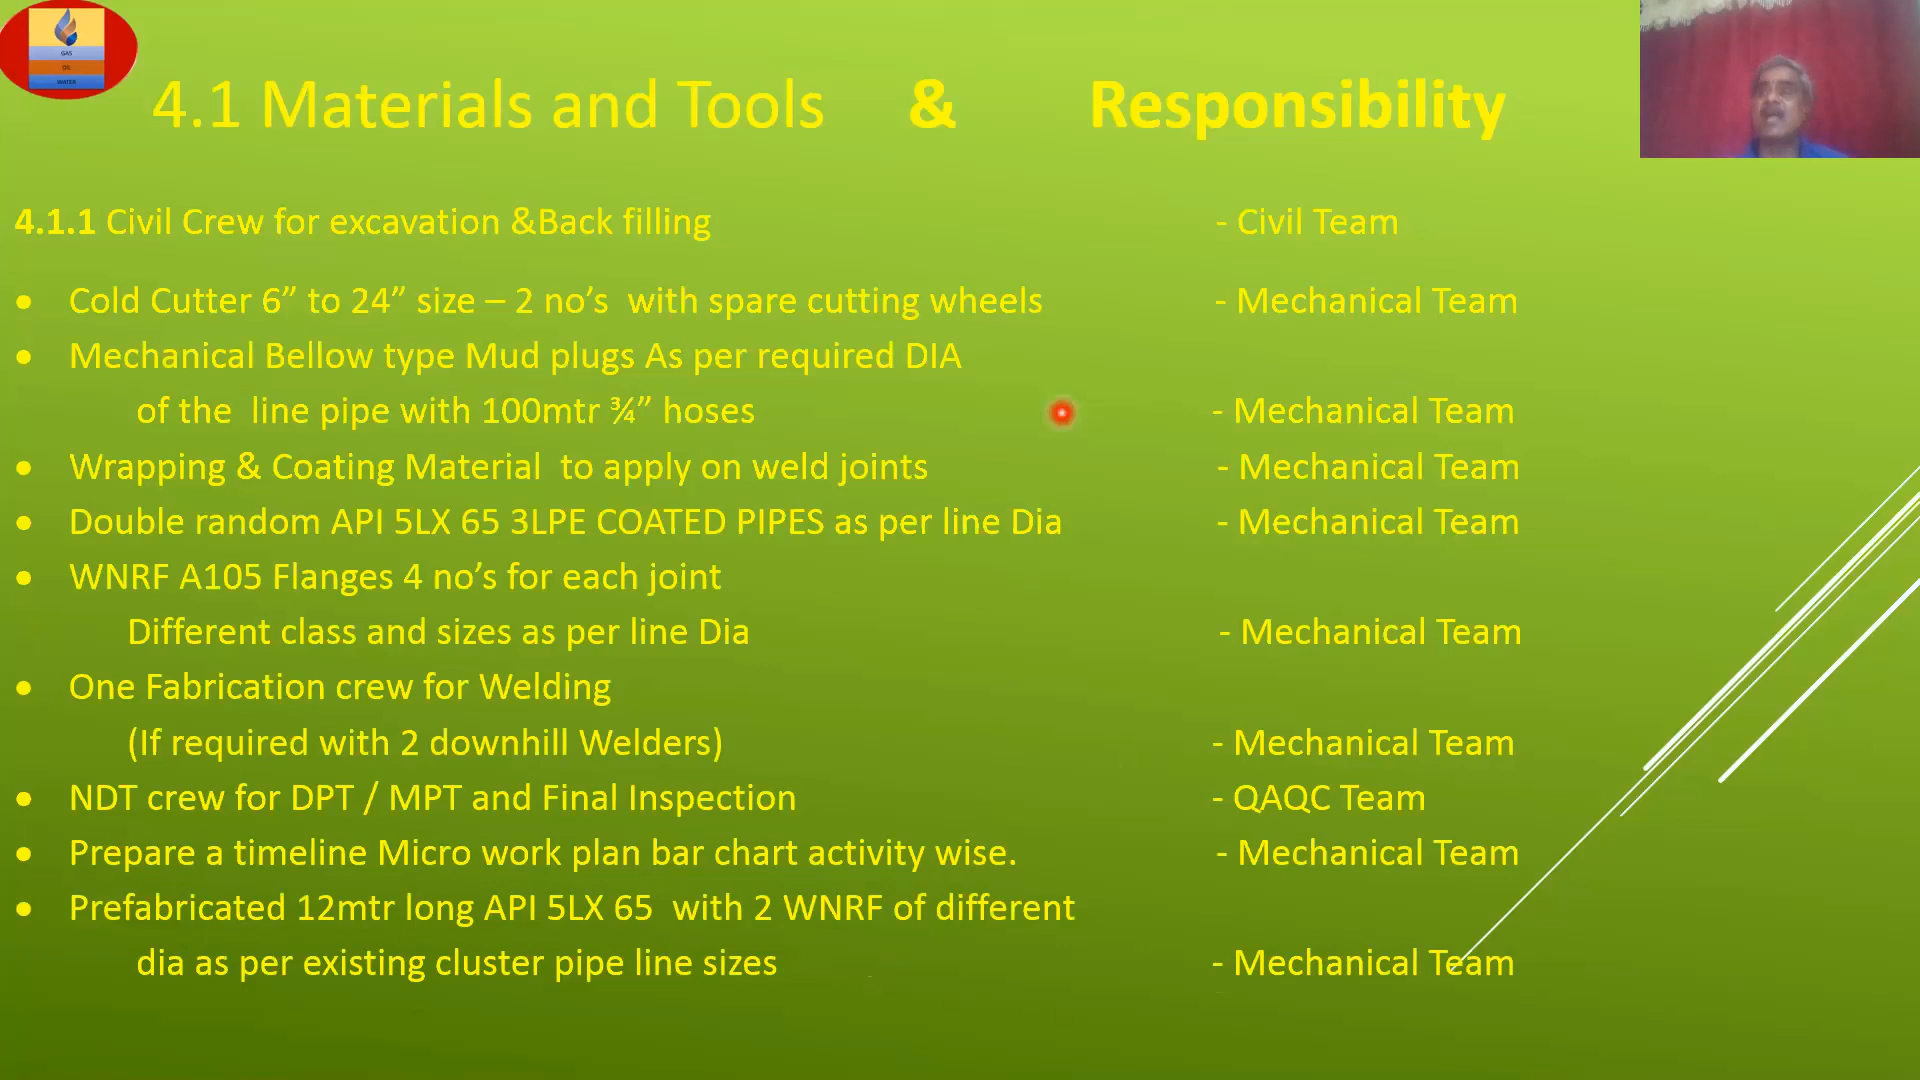 GAS
OIL
WATER
4.1 Materials and Tools & Responsibility
4.1.1 Civil Crew for excavation &Back filling - Civil Team
• Cold Cutter 6” to 24” size – 2 no’s with spare cutting wheels - Mechanical Team
• Mechanical Bellow type Mud plugs As per required DIA
of the line pipe with 100mtr ¾” hoses - Mechanical Team
• Wrapping & Coating Material to apply on weld joints - Mechanical Team
• Double random API 5LX 65 3LPE COATED PIPES as per line Dia - Mechanical Team
• WNRF A105 Flanges 4 no’s for each joint
Different class and sizes as per line Dia - Mechanical Team
• One Fabrication crew for Welding
(If required with 2 downhill Welders) - Mechanical Team
• NDT crew for DPT / MPT and Final Inspection - QAQC Team
• Prepare a timeline Micro work plan bar chart activity wise. - Mechanical Team
• Prefabricated 12mtr long API 5LX 65 with 2 WNRF of different
dia as per existing cluster pipe line sizes - Mechanical Team